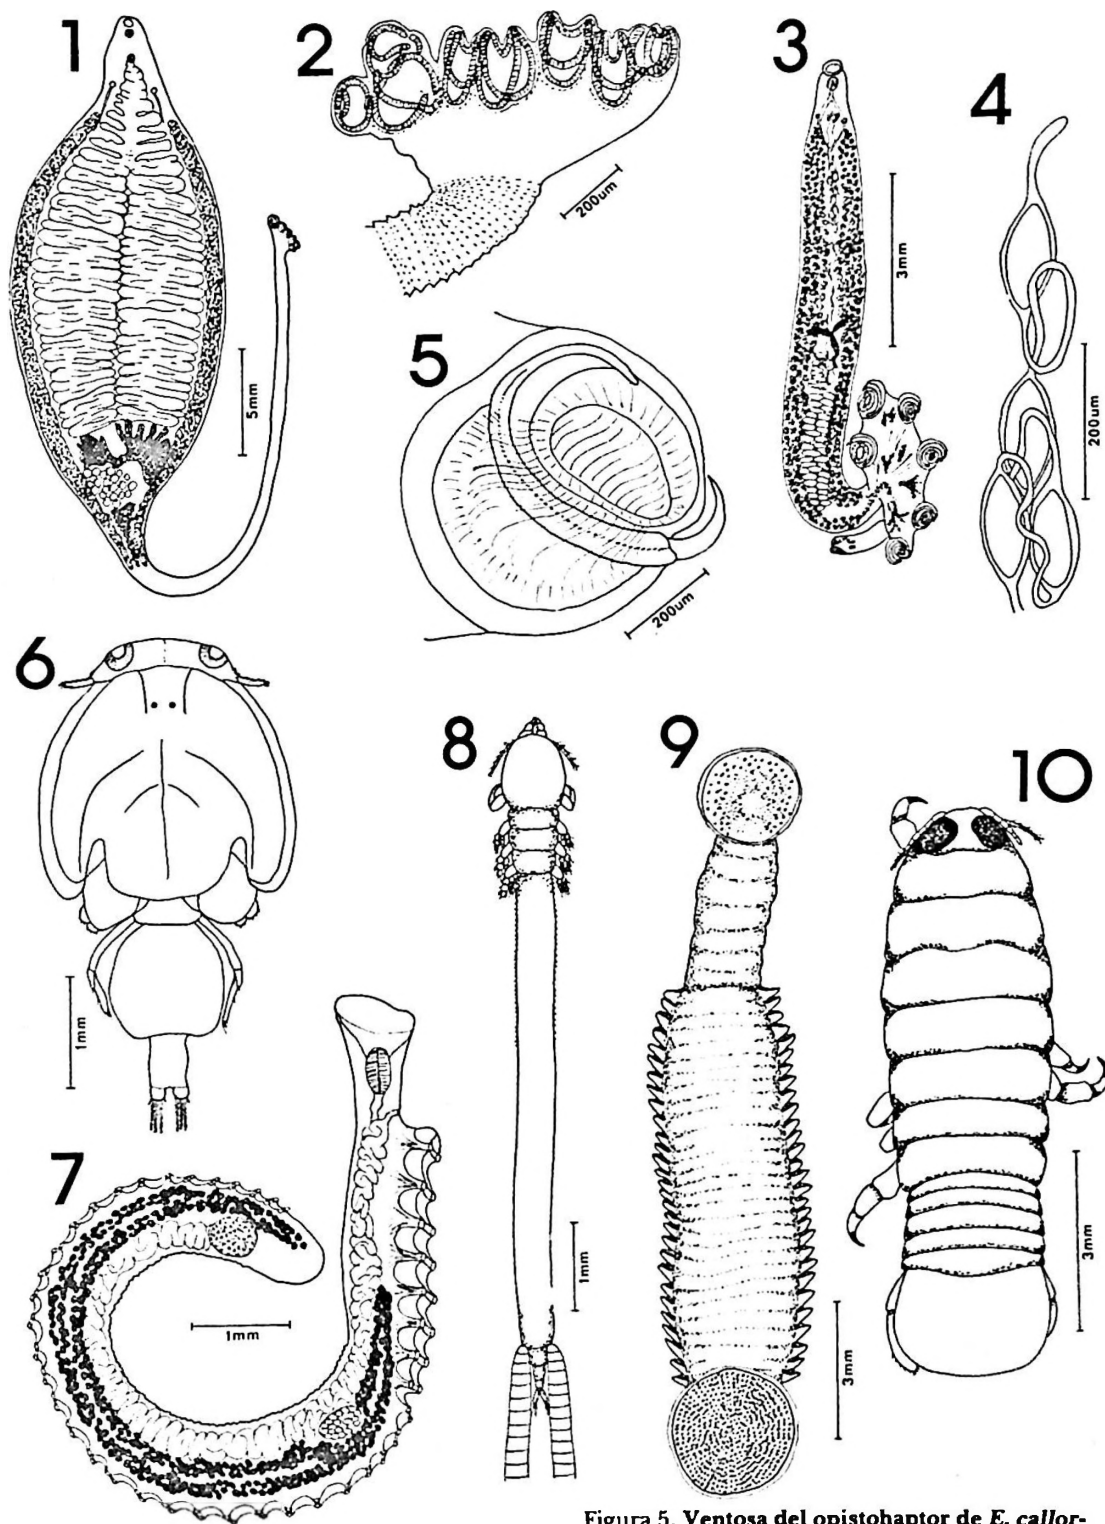 1
2
3
4
200um
3mm
5
5mm
200um
200um
6
8
9
10
1mm
7
1mm
3mm
1mm
3mm
Figura 5. Ventosa del opistohaptor de E. callor-